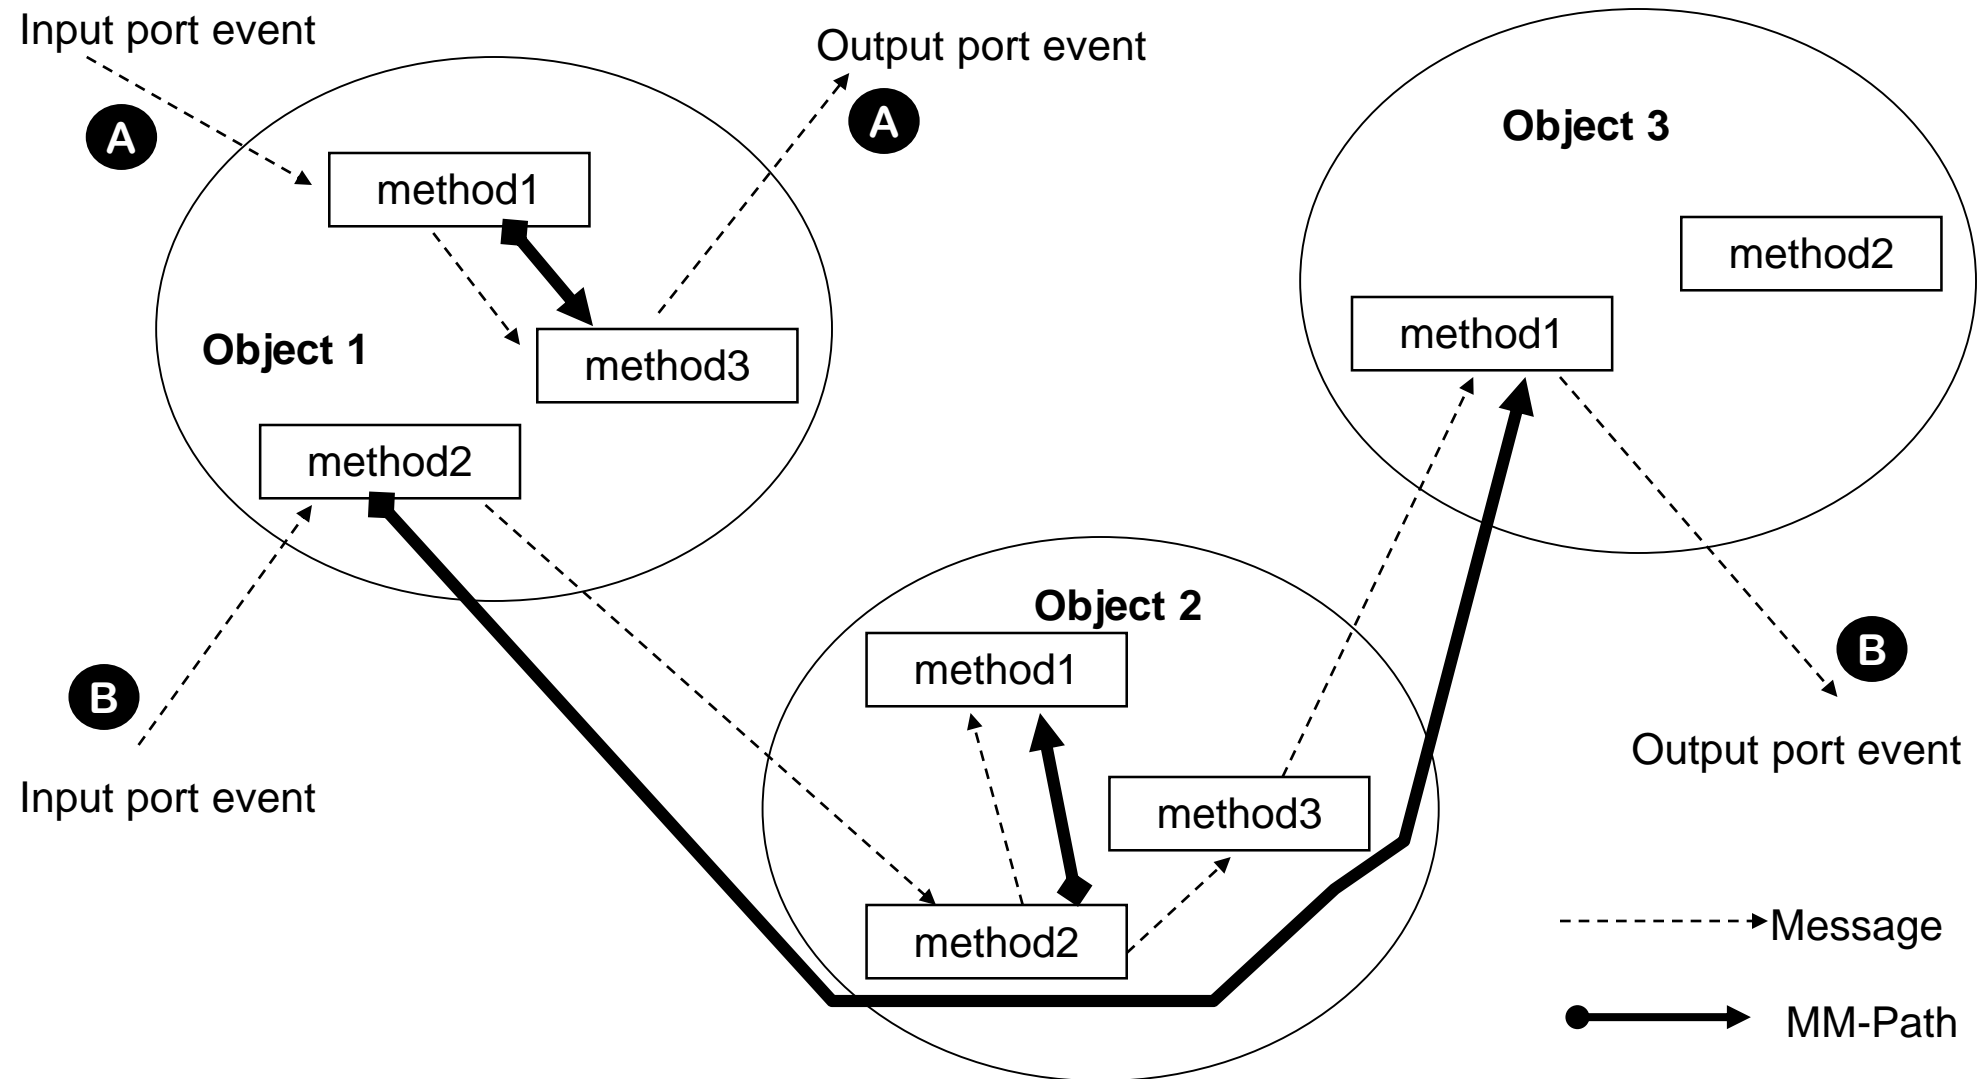 Input port event
Output port event
A
A
Object 3
method1
method2
method1
Object 1
method3
method2
Object 2
method1
B
B
Output port event
Input port event
method3
method2
Message
MM-Path